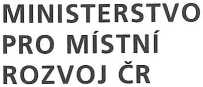 MINISTERSTVO
PRO MÍSTNÍ
ROZVOJ ČR